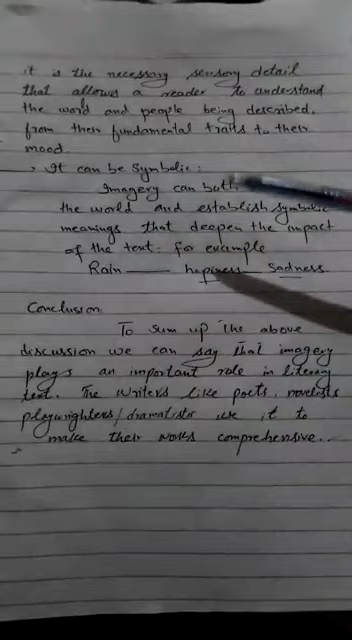 it is the necessary sensory detail
that allows a reader to understand
the word and people being described.
from their fundamental traits to their
mood.
It can be Symbolic:
Imagery can both
the world and establish symbolic
meanings that deepen the impact
of the text. for example
Rain —— hapiness Sadness.
Conclusion
To sum up the above
discussion we can say that imagery
plays an important role in literary
text. The writers like poets, novelists
playwrighters/dramatistor use it to
make their works comprehensive..